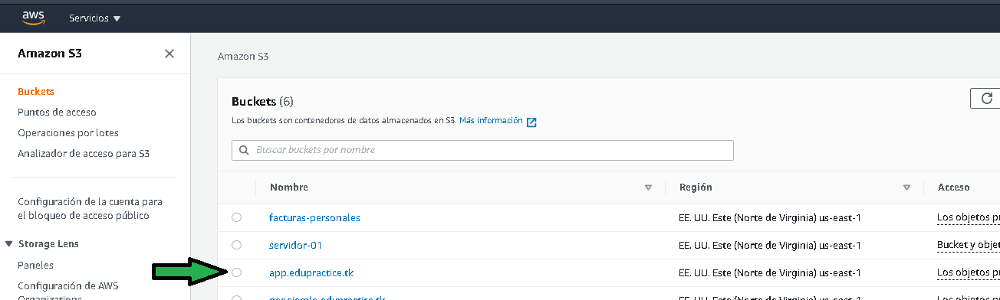 aws Servicios
Amazon S3
Buckets
Puntos de acceso
Operaciones por lotes
Analizador de acceso para S3
Configuración de la cuenta para
el bloqueo de acceso público
Storage Lens
Paneles
Configuración de AWS
Organizations
Amazon S3
Buckets (6)
Los buckets son contenedores de datos almacenados en S3. Más información
Buscar buckets por nombre
Nombre Región Acceso
facturas-personales EE. UU. Este (Norte de Virginia) us-east-1 Los objetos p
servidor-01 EE. UU. Este (Norte de Virginia) us-east-1 Bucket y obje
app.edupractice.tk EE. UU. Este (Norte de Virginia) us-east-1 Los objetos p